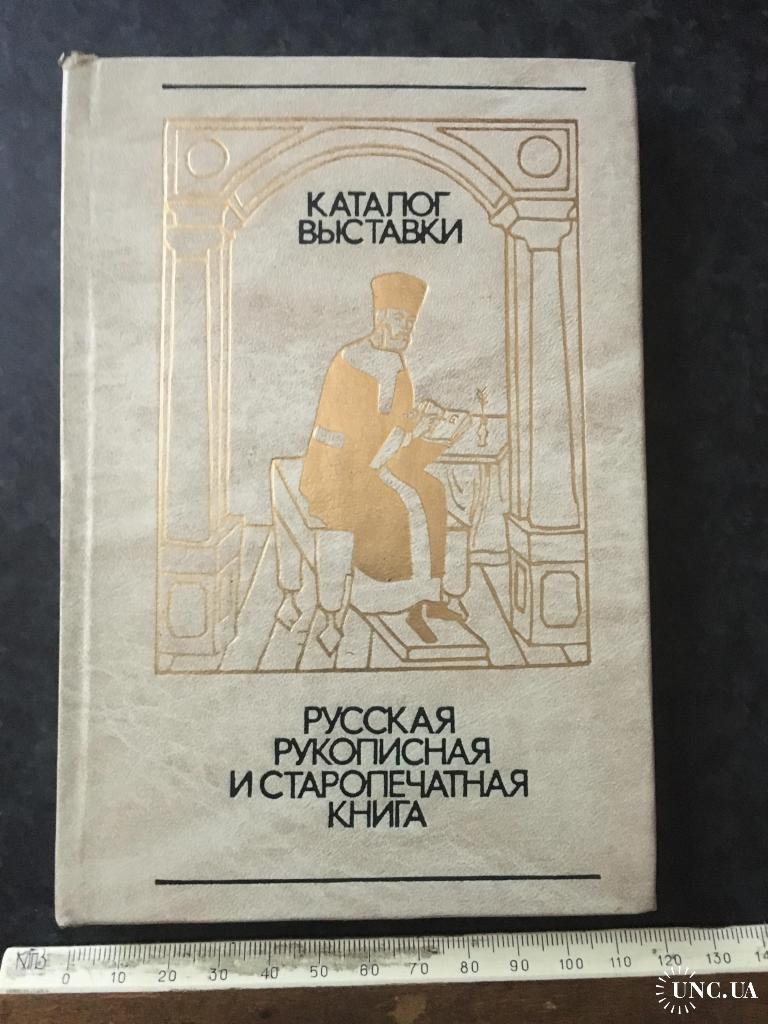 КАТАЛОГ
ВЫСТАВКИ
РУССКАЯ
РУКОПИСНАЯ
И СТАРОПЕЧАТНАЯ
КНИГА
0 10 20 30 40 50 60 70 80 90 100 110 120 130
UNC.UA